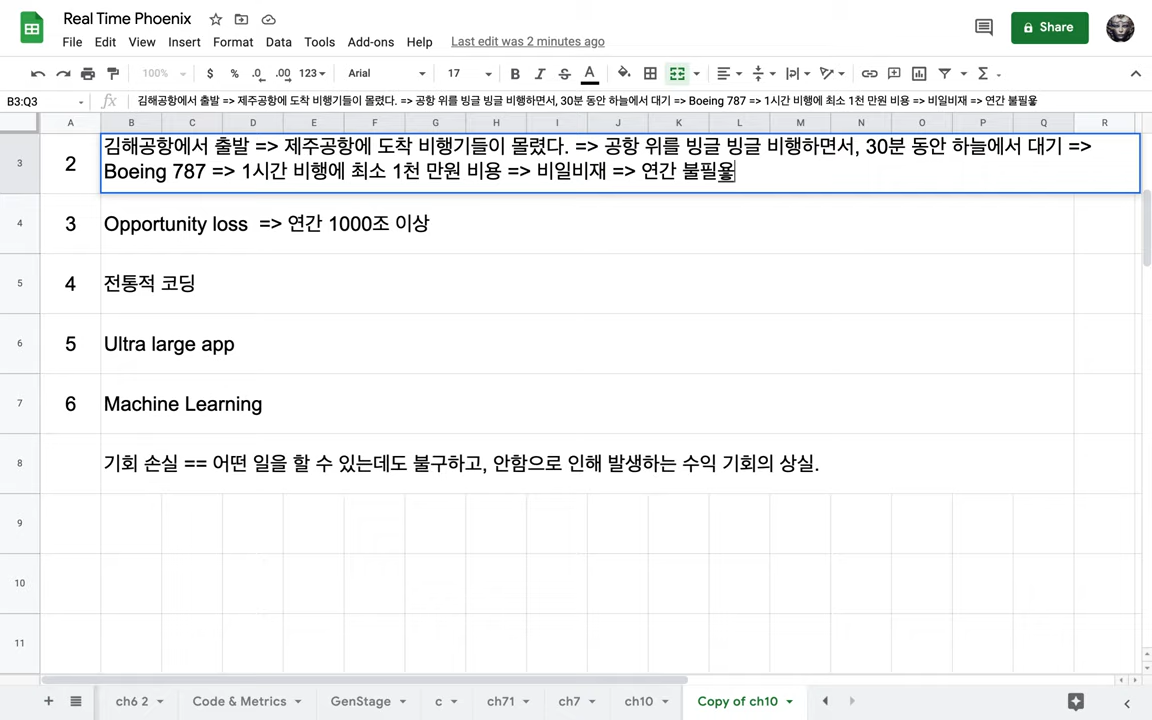 Real Time Phoenix
File Edit View Insert Format Data Tools Add-ons Help Last edit was 2 minutes ago
Share
100% $ % .0 .00 123 Arial 17 B I S A
B3:Q3 fx 김해공항에서 출발 => 제주공항에 도착 비행기들이 몰렸다. => 공항 위를 빙글 빙글 비행하면서, 30분 동안 하늘에서 대기 => Boeing 787 => 1시간 비행에 최소 1천 만원 비용 => 비일비재 => 연간 불필욯
A B C D E F G H I J K L M N O P Q R
3 2 김해공항에서 출발 => 제주공항에 도착 비행기들이 몰렸다. => 공항 위를 빙글 빙글 비행하면서, 30분 동안 하늘에서 대기 =>
Boeing 787 => 1시간 비행에 최소 1천 만원 비용 => 비일비재 => 연간 불필욯
4 3 Opportunity loss => 연간 1000조 이상
5 4 전통적 코딩
6 5 Ultra large app
7 6 Machine Learning
8 기회 손실 == 어떤 일을 할 수 있는데도 불구하고, 안함으로 인해 발생하는 수익 기회의 상실.
9
10
11
ch6 2 Code & Metrics GenStage c ch71 ch7 ch10 Copy of ch10